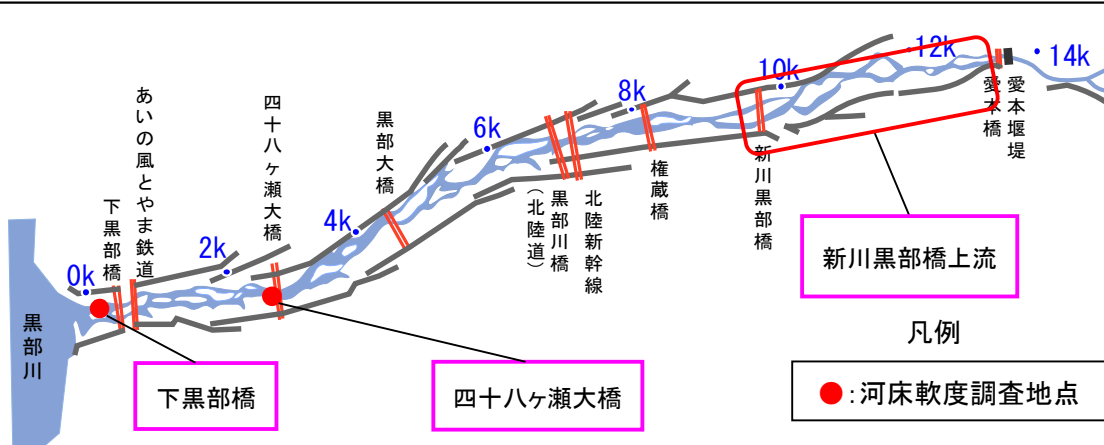 0k
2k
4k
6k
8k
10k
12k
14k
黒部川
下黒部橋
あいの風とやま鉄道
四十八ヶ瀬大橋
黒部大橋
黒部川橋
(北陸道)
北陸新幹線
権蔵橋
新川黒部橋
愛本橋
愛本堰堤
下黒部橋
四十八ヶ瀬大橋
新川黒部橋上流
凡例
:河床軟度調査地点